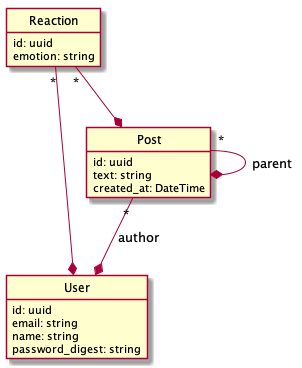 Reaction
id: uuid
emotion: string
*
*
Post
id: uuid
text: string
created_at: DateTime
*
parent
*
author
User
id: uuid
email: string
name: string
password_digest: string